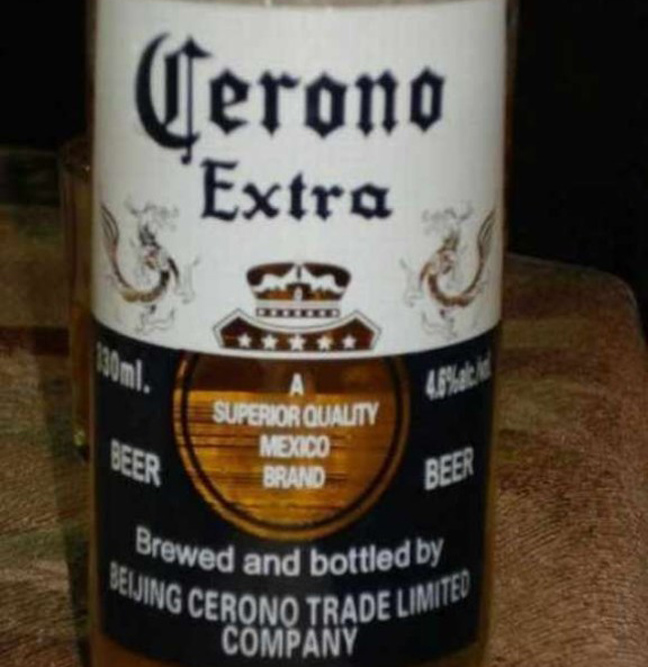 Cerono
Extra
330ml.
4.6%alc./vol.
A
SUPERIOR QUALITY
MEXICO
BRAND
BEER
BEER
Brewed and bottled by
BEIJING CERONO TRADE LIMITED
COMPANY